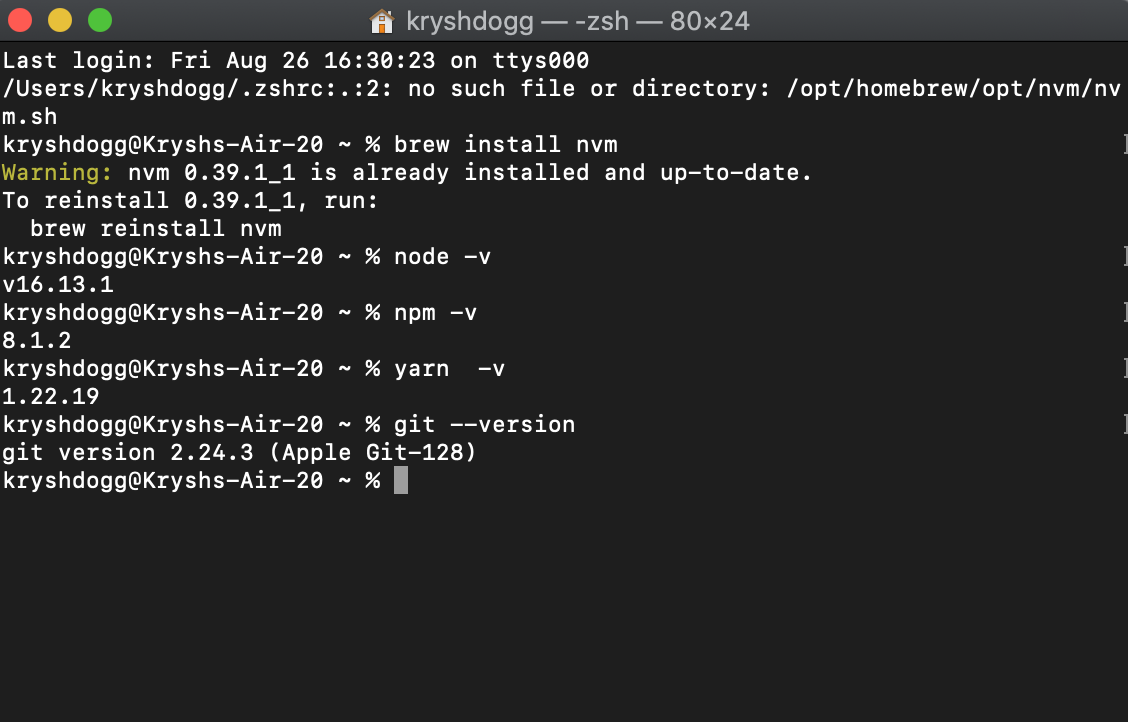 kryshdogg — -zsh — 80×24
Last login: Fri Aug 26 16:30:23 on ttys000
/Users/kryshdogg/.zshrc:.:2: no such file or directory: /opt/homebrew/opt/nvm/nv
m.sh
kryshdogg@Kryshs-Air-20 ~ % brew install nvm
Warning: nvm 0.39.1_1 is already installed and up-to-date.
To reinstall 0.39.1_1, run:
  brew reinstall nvm
kryshdogg@Kryshs-Air-20 ~ % node -v
v16.13.1
kryshdogg@Kryshs-Air-20 ~ % npm -v
8.1.2
kryshdogg@Kryshs-Air-20 ~ % yarn  -v
1.22.19
kryshdogg@Kryshs-Air-20 ~ % git --version
git version 2.24.3 (Apple Git-128)
kryshdogg@Kryshs-Air-20 ~ %